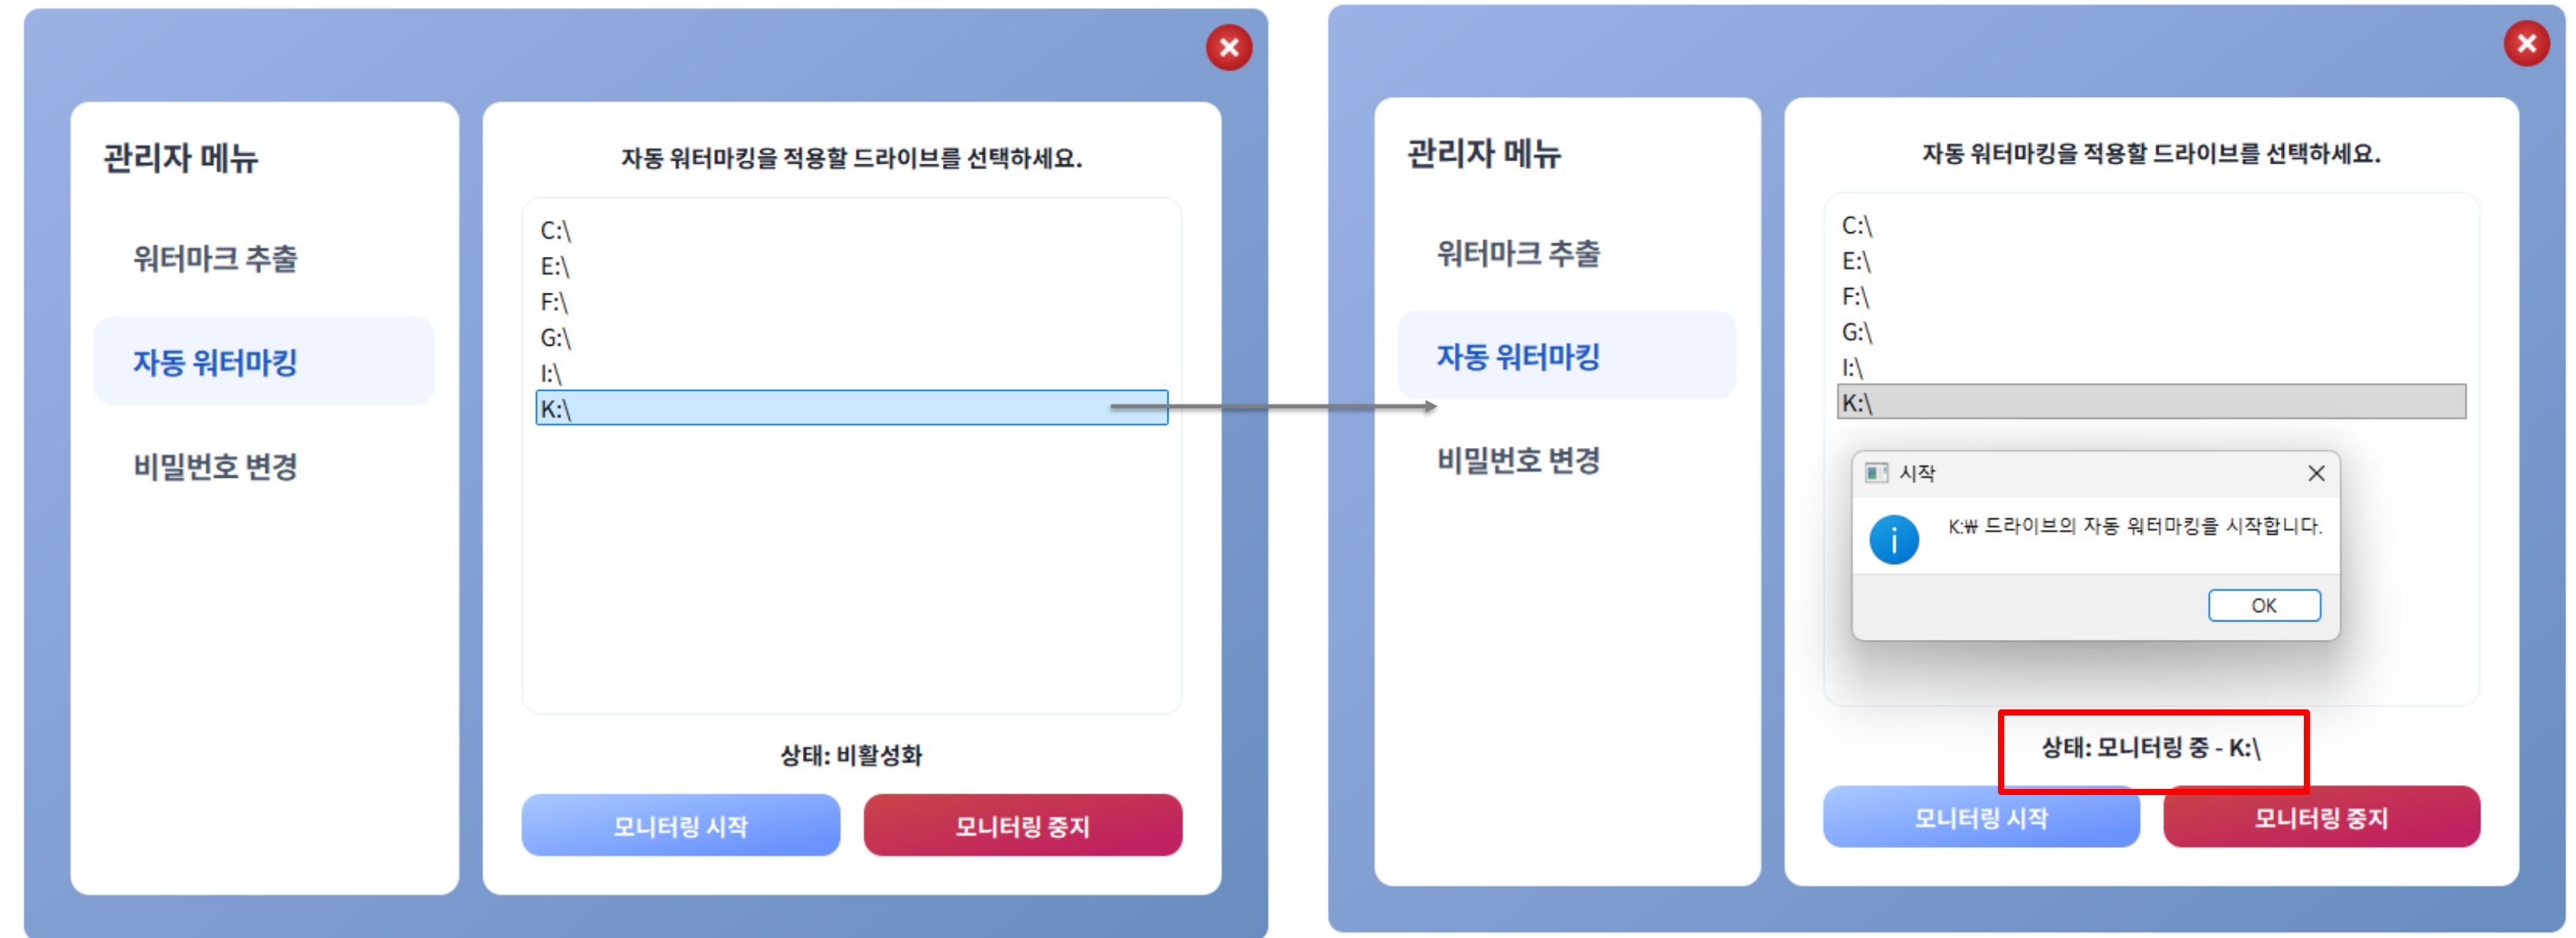 관리자 메뉴
워터마크 추출
자동 워터마킹
비밀번호 변경
자동 워터마킹을 적용할 드라이브를 선택하세요.
C:\
E:\
F:\
G:\
I:\
K:\
상태: 비활성화
모니터링 시작
모니터링 중지
관리자 메뉴
워터마크 추출
자동 워터마킹
비밀번호 변경
자동 워터마킹을 적용할 드라이브를 선택하세요.
C:\
E:\
F:\
G:\
I:\
K:\
시작
K:₩ 드라이브의 자동 워터마킹을 시작합니다.
OK
상태: 모니터링 중 - K:\
모니터링 시작
모니터링 중지